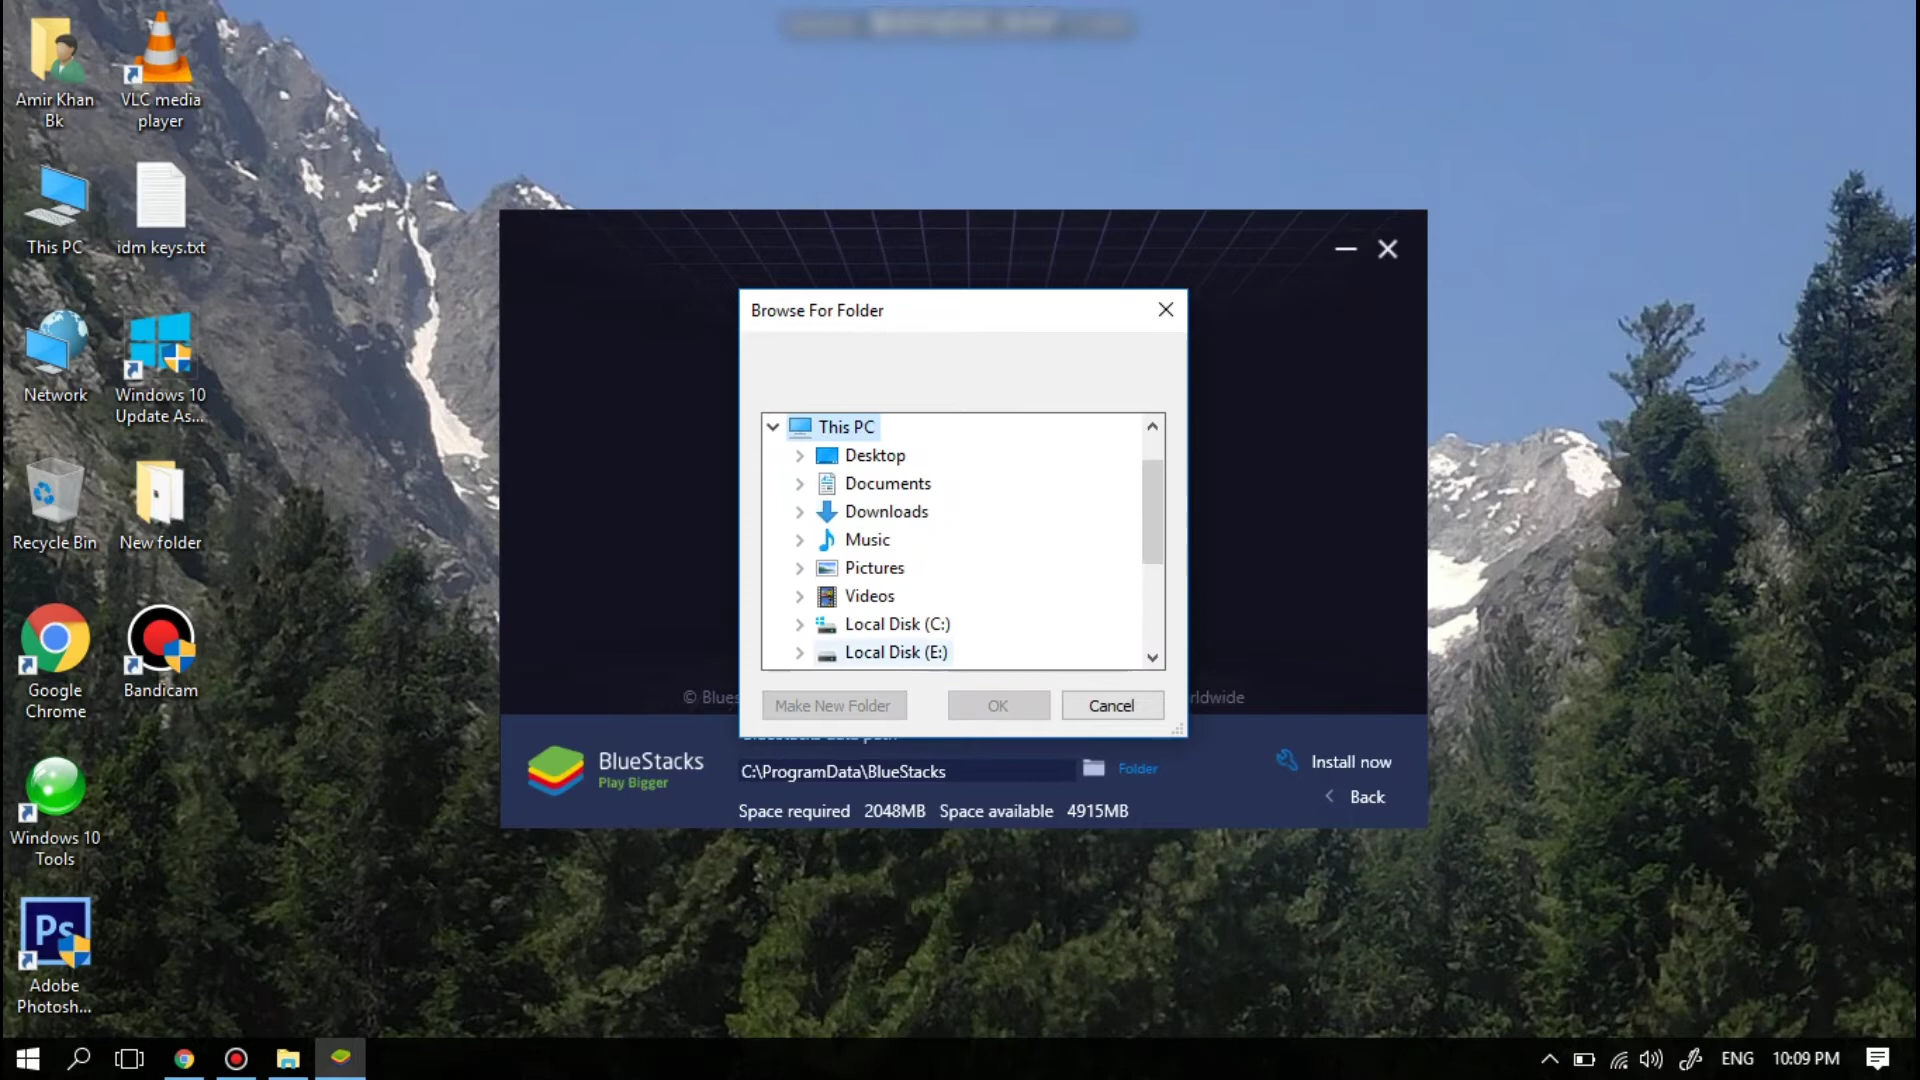 Amir Khan
Bk
VLC media
player
This PC
idm keys.txt
Network
Windows 10
Update As...
Recycle Bin
New folder
Google
Chrome
Bandicam
Windows 10
Tools
Ps
Adobe
Photosh...
Browse For Folder
This PC
Desktop
Documents
Downloads
Music
Pictures
Videos
Local Disk (C:)
Local Disk (E:)
Make New Folder
OK
Cancel
© Blues
rldwide
BlueStacks
Play Bigger
C:\ProgramData\BlueStacks
Folder
Space required 2048MB Space available 4915MB
Install now
Back
ENG
10:09 PM